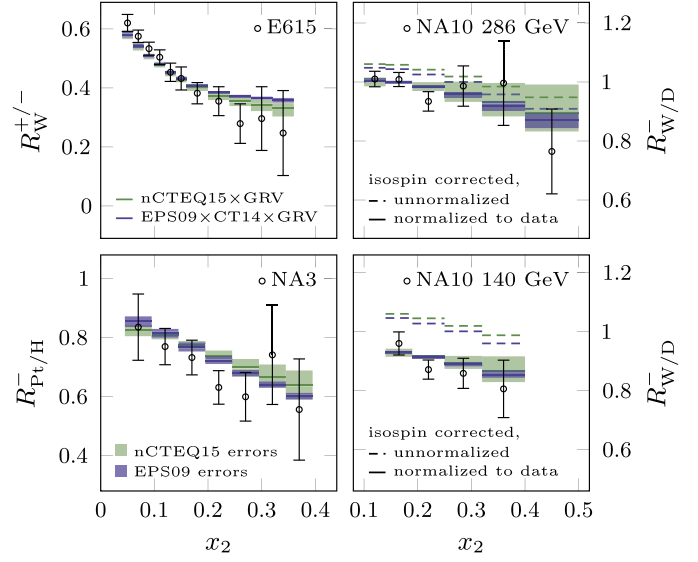 E615
0.6
0.4
0.2
0
R_W^{+/−}
nCTEQ15×GRV
EPS09×CT14×GRV
NA10 286 GeV
1.2
1
0.8
0.6
R^−_{W/D}
isospin corrected,
unnormalized
normalized to data
NA3
1
0.8
0.6
0.4
R^−_{Pt/H}
nCTEQ15 errors
EPS09 errors
0 0.1 0.2 0.3 0.4
x_2
NA10 140 GeV
1.2
1
0.8
0.6
R^−_{W/D}
isospin corrected,
unnormalized
normalized to data
0.1 0.2 0.3 0.4 0.5
x_2